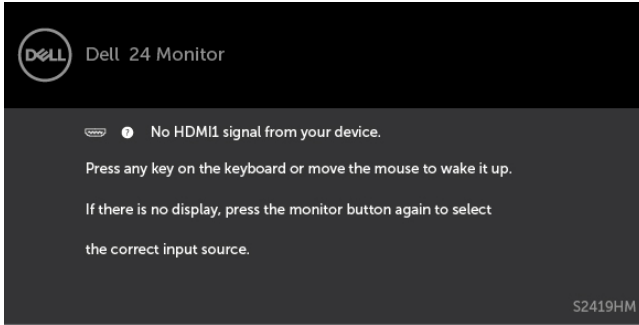 DELL
Dell 24 Monitor
? No HDMI1 signal from your device.
Press any key on the keyboard or move the mouse to wake it up.
If there is no display, press the monitor button again to select
the correct input source.
S2419HM